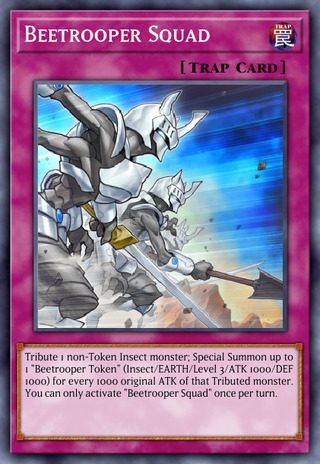 Beetrooper Squad
TRAP
罠
[Trap Card]
Tribute 1 non-Token Insect monster; Special Summon up to
1 "Beetrooper Token" (Insect/EARTH/Level 3/ATK 1000/DEF
1000) for every 1000 original ATK of that Tributed monster.
You can only activate "Beetrooper Squad" once per turn.